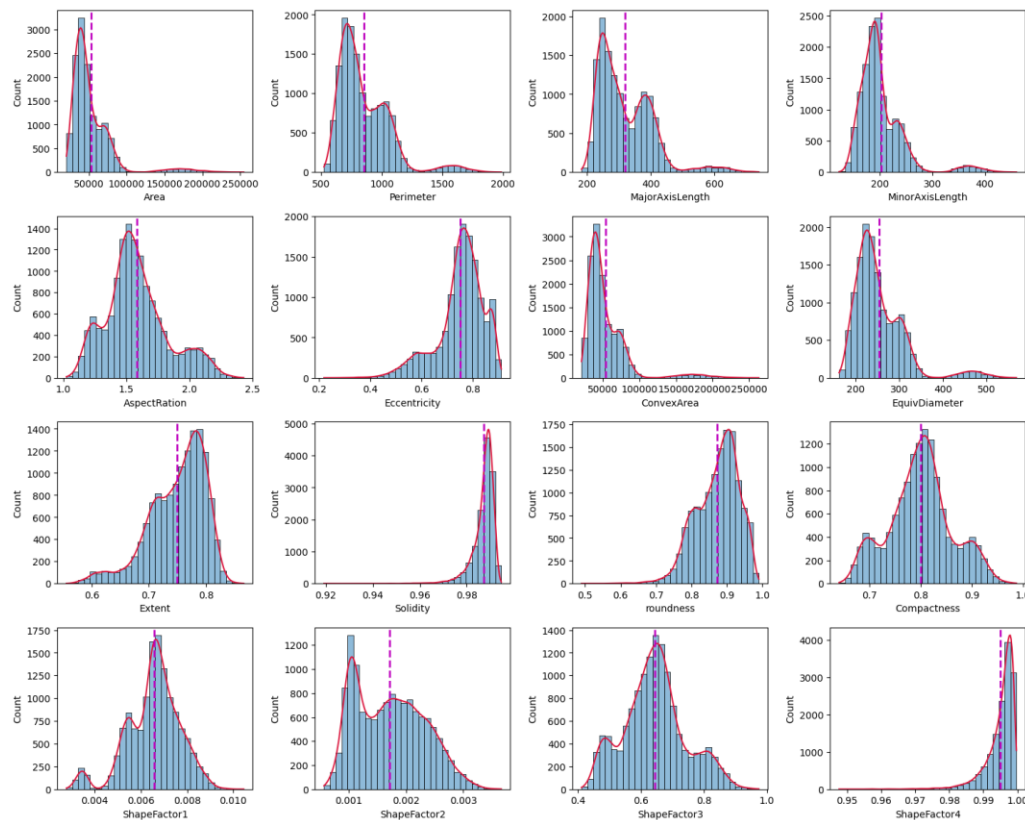 3000
2500
2000
1500
1000
500
0
Count
50000 100000 150000 200000 250000
Area
2000
1500
1000
500
0
Count
500 1000 1500 2000
Perimeter
2000
1500
1000
500
0
Count
200 400 600
MajorAxisLength
2500
2000
1500
1000
500
0
Count
200 300 400
MinorAxisLength
1400
1200
1000
800
600
400
200
0
Count
1.0 1.5 2.0 2.5
AspectRation
2000
1500
1000
500
0
Count
0.2 0.4 0.6 0.8
Eccentricity
3000
2500
2000
1500
1000
500
0
Count
50000 100000 150000 200000 250000
ConvexArea
2000
1500
1000
500
0
Count
200 300 400 500
EquivDiameter
1400
1200
1000
800
600
400
200
0
Count
0.6 0.7 0.8
Extent
5000
4000
3000
2000
1000
0
Count
0.92 0.94 0.96 0.98
Solidity
1750
1500
1250
1000
750
500
250
0
Count
0.5 0.6 0.7 0.8 0.9 1.0
roundness
1200
1000
800
600
400
200
0
Count
0.7 0.8 0.9 1.0
Compactness
1750
1500
1250
1000
750
500
250
0
Count
0.004 0.006 0.008 0.010
ShapeFactor1
1200
1000
800
600
400
200
0
Count
0.001 0.002 0.003
ShapeFactor2
1400
1200
1000
800
600
400
200
0
Count
0.4 0.6 0.8 1.0
ShapeFactor3
4000
3000
2000
1000
0
Count
0.95 0.96 0.97 0.98 0.99 1.00
ShapeFactor4